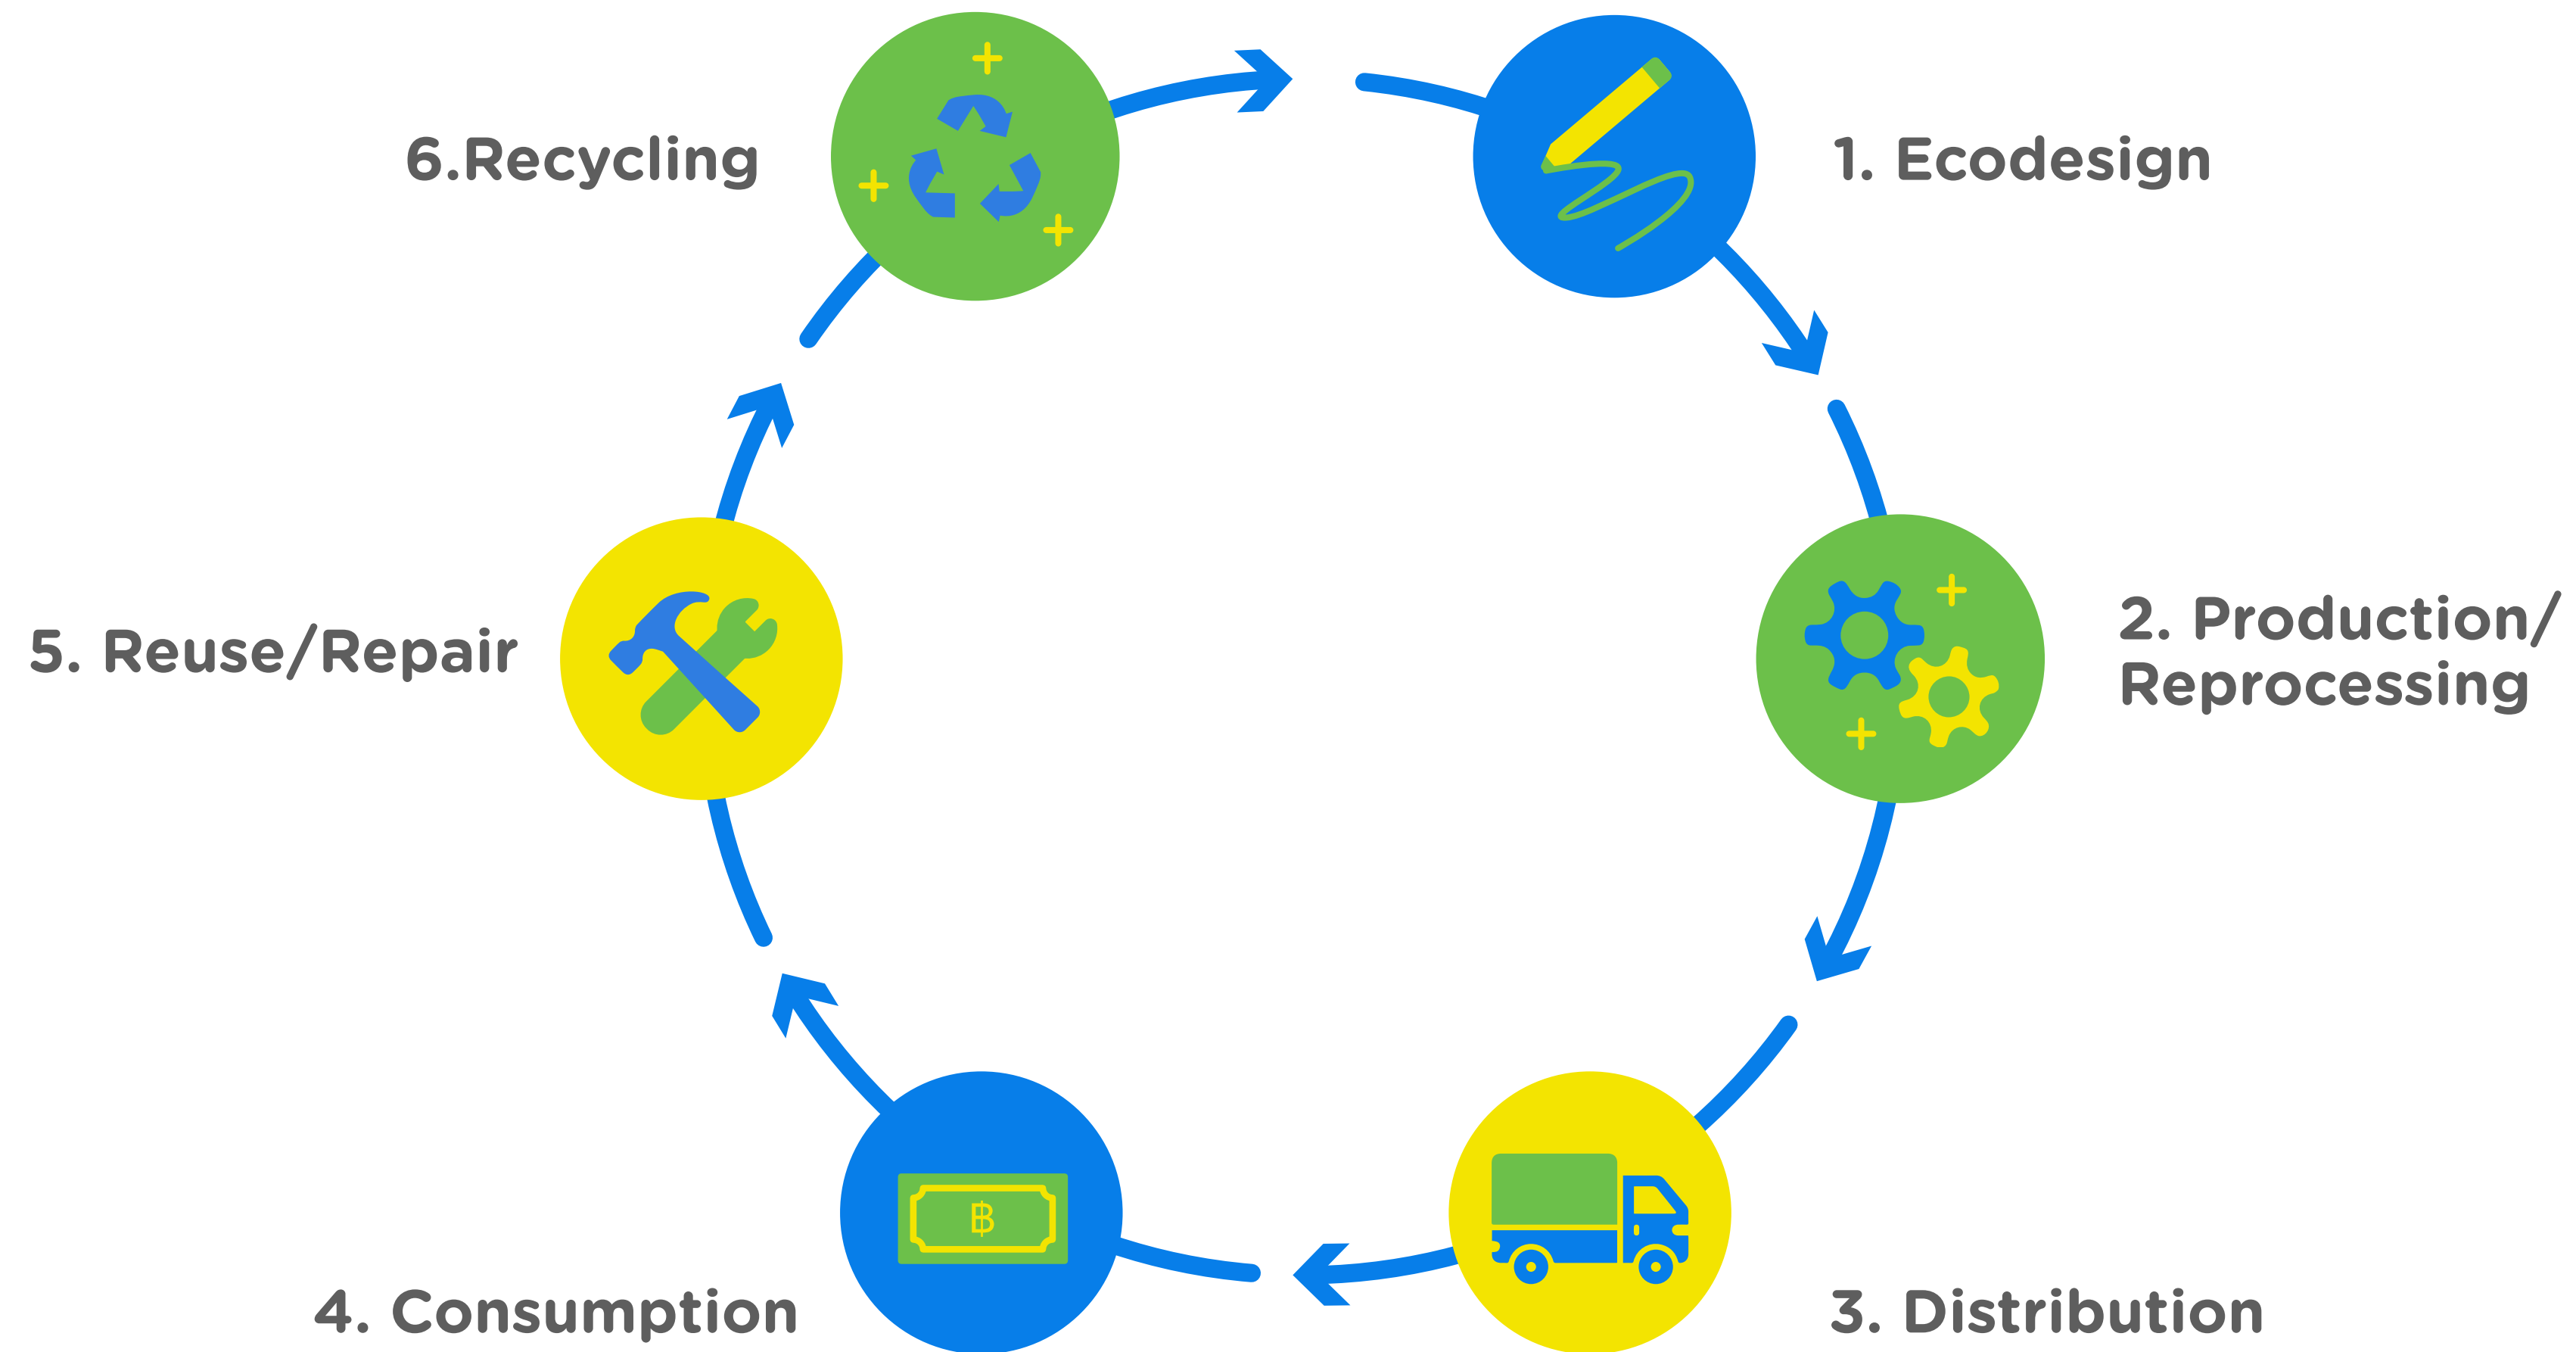 6.Recycling
1. Ecodesign
2. Production/
Reprocessing
5. Reuse/Repair
฿
4. Consumption
3. Distribution